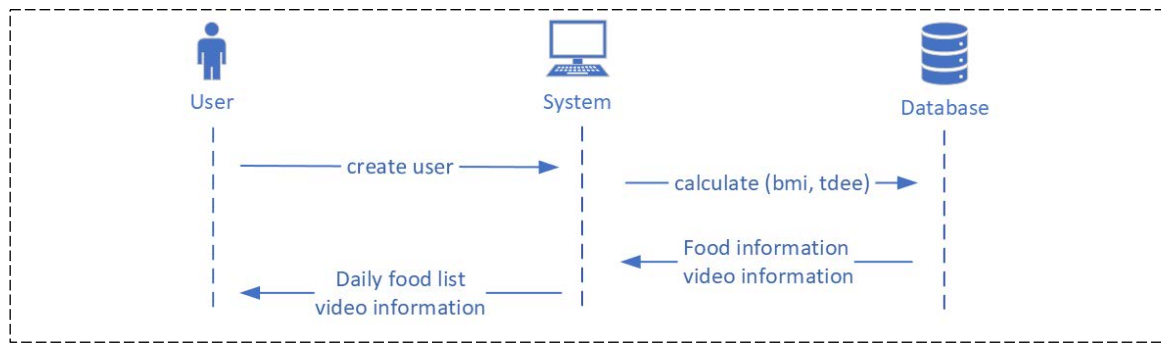 User
System
Database
create user
calculate (bmi, tdee)
Food information
video information
Daily food list
video information